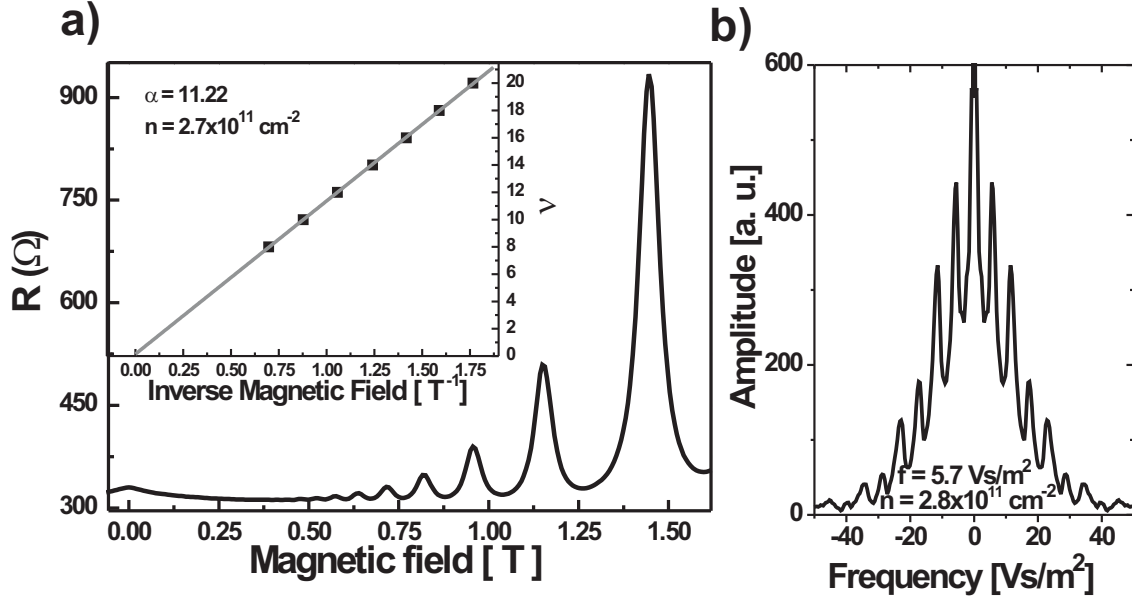 a)
α = 11.22
n = 2.7x10¹¹ cm⁻²
900
750
600
450
300
R (Ω)
20
18
16
14
12
10
8
6
4
2
0
ν
0.00 0.25 0.50 0.75 1.00 1.25 1.50 1.75
Inverse Magnetic Field [ T⁻¹]
0.00 0.25 0.50 0.75 1.00 1.25 1.50
Magnetic field [ T]
b)
600
400
200
0
Amplitude [a. u.]
f = 5.7 Vs/m²
n = 2.8x10¹¹ cm⁻²
-40 -20 0 20 40
Frequency [Vs/m²]